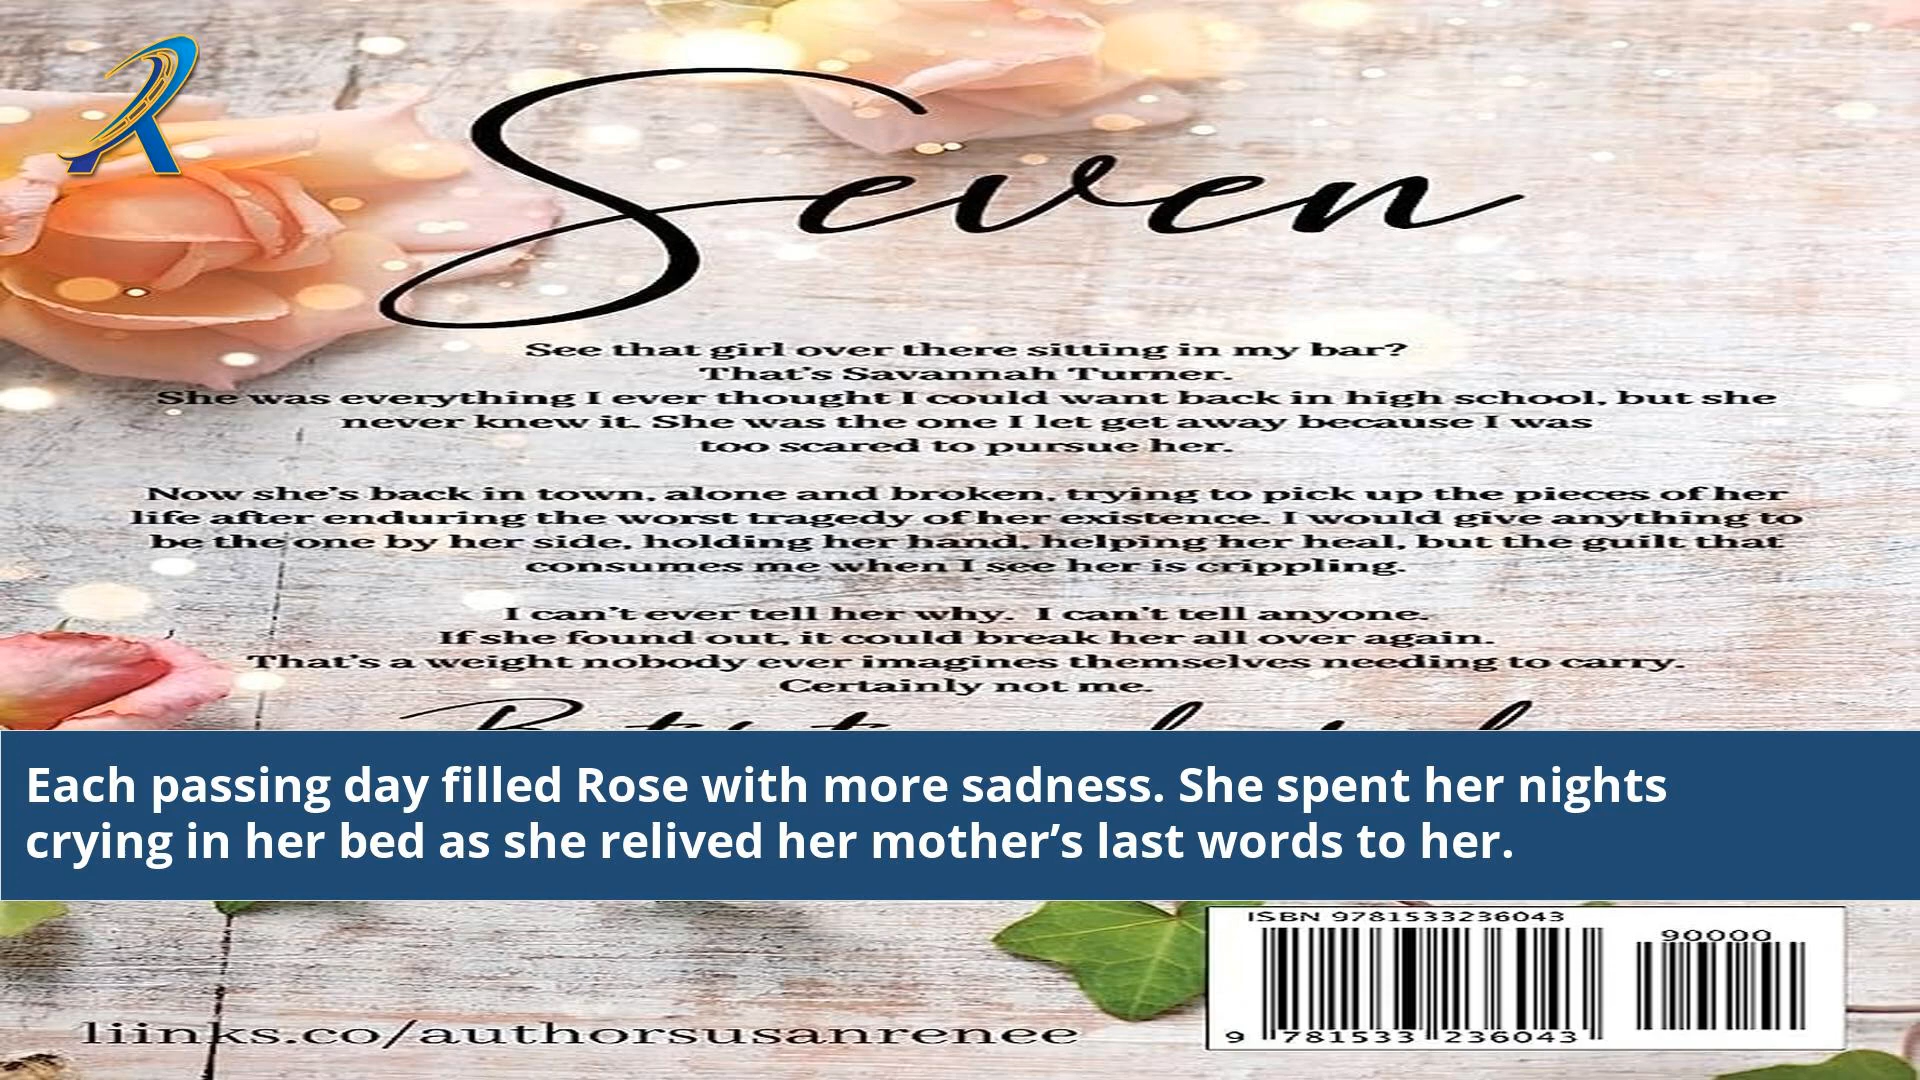 Seven
See that girl over there sitting in my bar?
That's Savannah Turner.
She was everything I ever thought I could want back in high school, but she
never knew it. She was the one I let get away because I was
too scared to pursue her.
Now she's back in town, alone and broken, trying to pick up the pieces of her
life after enduring the worst tragedy of her existence. I would give anything to
be the one by her side, holding her hand, helping her heal, but the guilt that
consumes me when I see her is crippling.
I can't ever tell her why. I can't tell anyone.
If she found out, it could break her all over again.
That's a weight nobody ever imagines themselves needing to carry.
Certainly not me.
Each passing day filled Rose with more sadness. She spent her nights
crying in her bed as she relived her mother’s last words to her.
ISBN 9781533236043
90000
9 781533 236043
liinks.co/authorsusanrenee